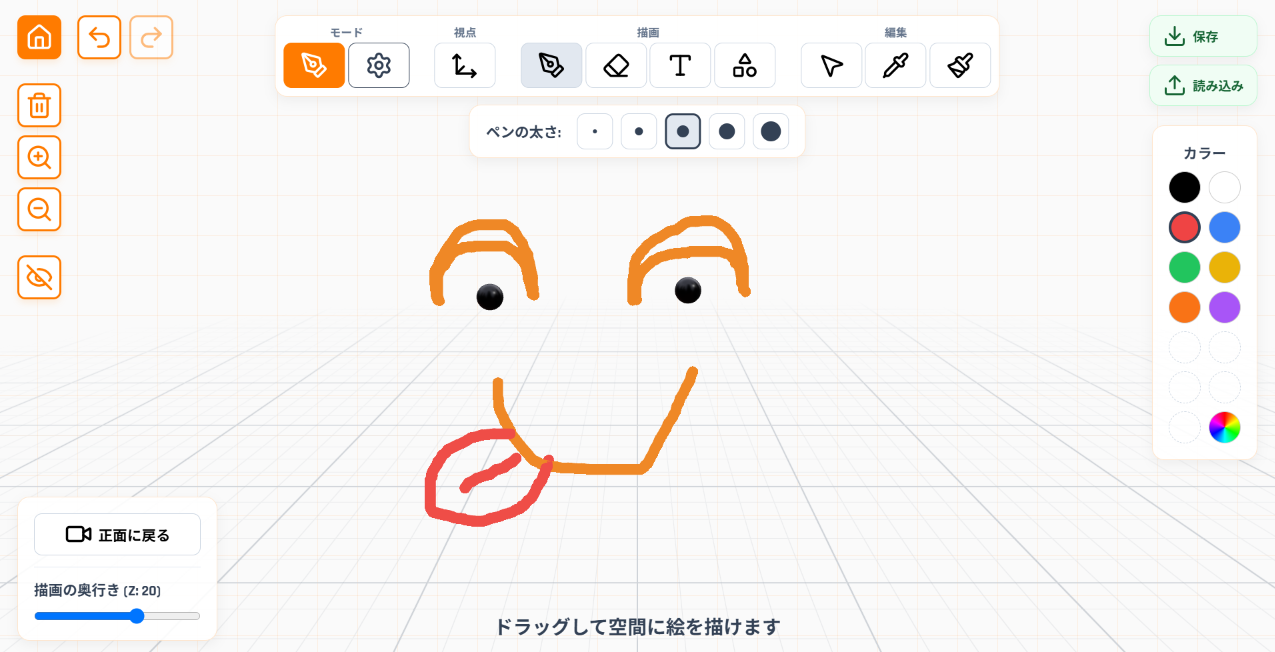 モード
視点
描画
編集
保存
読み込み
ペンの太さ:
カラー
正面に戻る
描画の奥行き (Z: 20)
ドラッグして空間に絵を描けます